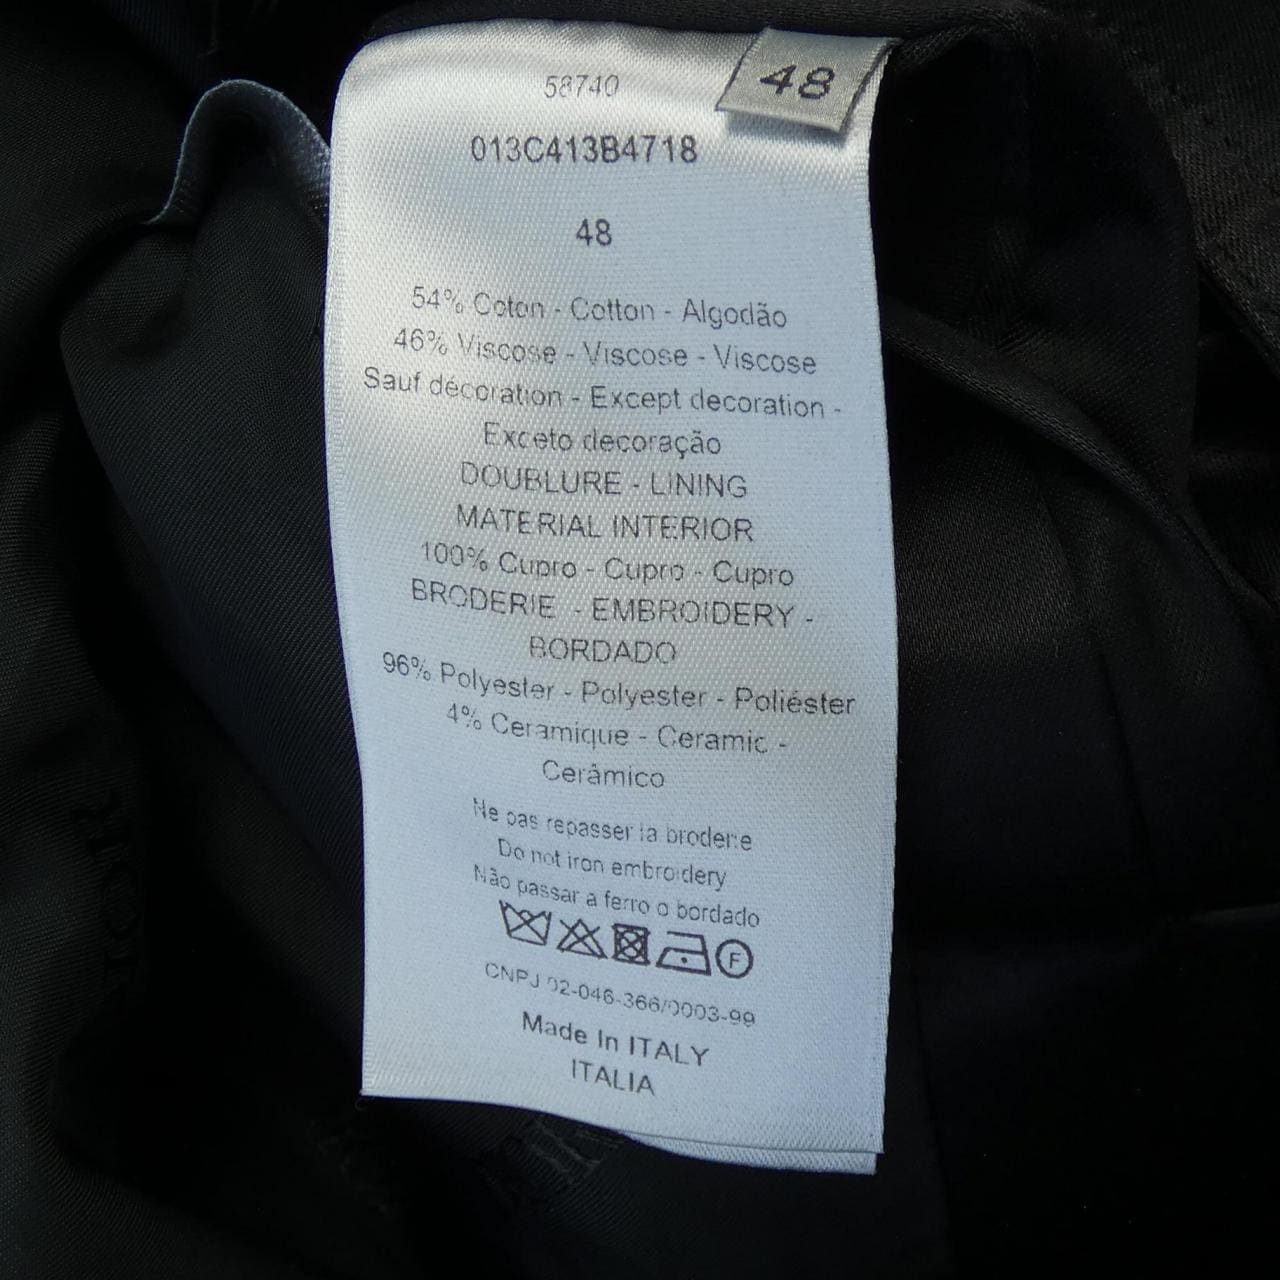 48
58740
013C413B4718
48
54% Coton - Cotton - Algodão
46% Viscose - Viscose - Viscose
Sauf décoration - Except decoration -
Exceto decoração
DOUBLURE - LINING
MATERIAL INTERIOR
100% Cupro - Cupro - Cupro
BRODERIE - EMBROIDERY -
BORDADO
96% Polyester - Polyester - Poliéster
4% Ceramique - Ceramic -
Cerâmico
Ne pas repasser la broderie
Do not iron embroidery
Não passar a ferro o bordado
F
CNPJ 02-046-366/0003-99
Made In ITALY
ITALIA